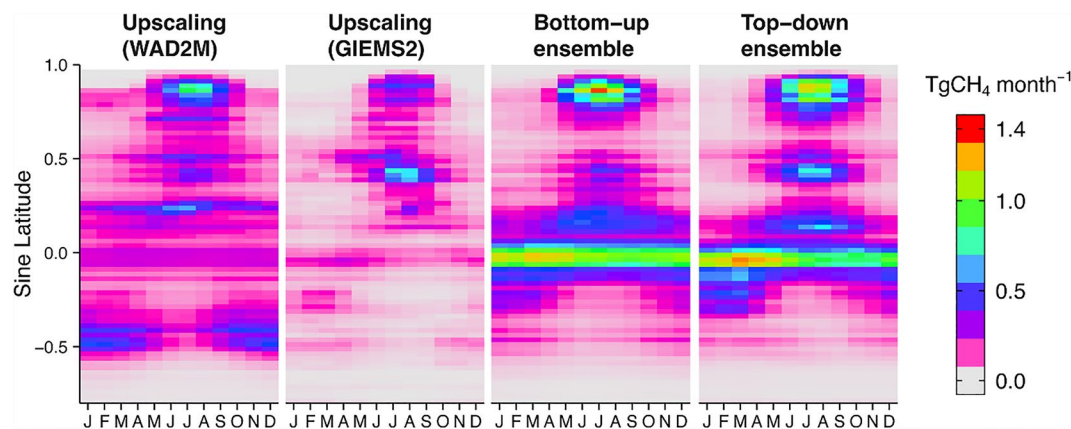 Upscaling (WAD2M)
Upscaling (GIEMS2)
Bottom−up ensemble
Top−down ensemble
TgCH4 month−1
1.0
0.5
0.0
−0.5
Sine Latitude
1.4
1.0
0.5
0.0
J F M A M J J A S O N D
J F M A M J J A S O N D
J F M A M J J A S O N D
J F M A M J J A S O N D